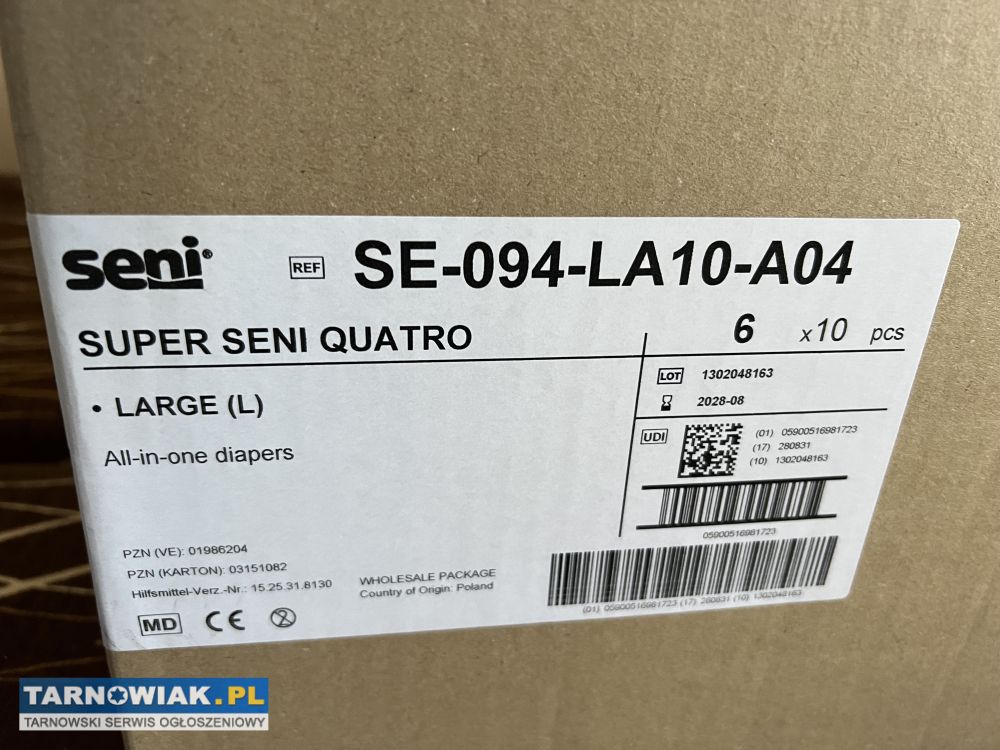 seni®
REF SE-094-LA10-A04
SUPER SENI QUATRO
6 x10 pcs
• LARGE (L)
All-in-one diapers
LOT 1302048163
2028-08
UDI
(01) 05900516981723
(17) 280831
(10) 1302048163
05900516981723
(01) 05900516981723 (17) 280831 (10) 1302048163
PZN (VE): 01986204
PZN (KARTON): 03151082
Hilfsmittel-Verz.-Nr.: 15.25.31.8130
WHOLESALE PACKAGE
Country of Origin: Poland
MD CE 2
TARNOWIAK.PL
TARNOWSKI SERWIS OGŁOSZENIOWY